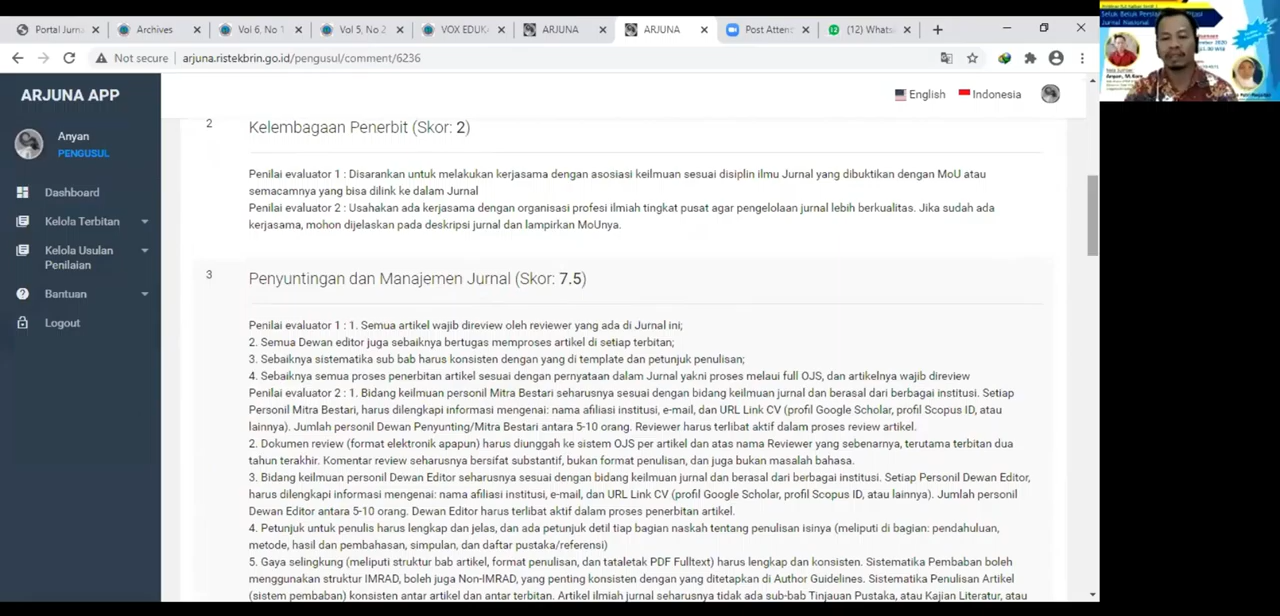 Portal Jurna
Archives
Vol 6, No 1
Vol 5, No 2
VOX EDUK
ARJUNA
ARJUNA
Post Atten
(12) Whats
Not secure
arjuna.ristekbrin.go.id/pengusul/comment/6236
ARJUNA APP
English
Indonesia
Anyan
PENGUSUL
Dashboard
Kelola Terbitan
Kelola Usulan
Penilaian
Bantuan
Logout
2
Kelembagaan Penerbit (Skor: 2)
Penilai evaluator 1 : Disarankan untuk melakukan kerjasama dengan asosiasi keilmuan sesuai disiplin ilmu Jurnal yang dibuktikan dengan MoU atau
semacamnya yang bisa dilink ke dalam Jurnal
Penilai evaluator 2 : Usahakan ada kerjasama dengan organisasi profesi ilmiah tingkat pusat agar pengelolaan jurnal lebih berkualitas. Jika sudah ada
kerjasama, mohon dijelaskan pada deskripsi jurnal dan lampirkan MoUnya.
3
Penyuntingan dan Manajemen Jurnal (Skor: 7.5)
Penilai evaluator 1 : 1. Semua artikel wajib direview oleh reviewer yang ada di Jurnal ini;
2. Semua Dewan editor juga sebaiknya bertugas memproses artikel di setiap terbitan;
3. Sebaiknya sistematika sub bab harus konsisten dengan yang di template dan petunjuk penulisan;
4. Sebaiknya semua proses penerbitan artikel sesuai dengan pernyataan dalam Jurnal yakni proses melaui full OJS, dan artikelnya wajib direview
Penilai evaluator 2 : 1. Bidang keilmuan personil Mitra Bestari seharusnya sesuai dengan bidang keilmuan jurnal dan berasal dari berbagai institusi. Setiap
Personil Mitra Bestari, harus dilengkapi informasi mengenai: nama afiliasi institusi, e-mail, dan URL Link CV (profil Google Scholar, profil Scopus ID, atau
lainnya). Jumlah personil Dewan Penyunting/Mitra Bestari antara 5-10 orang. Reviewer harus terlibat aktif dalam proses review artikel.
2. Dokumen review (format elektronik apapun) harus diunggah ke sistem OJS per artikel dan atas nama Reviewer yang sebenarnya, terutama terbitan dua
tahun terakhir. Komentar review seharusnya bersifat substantif, bukan format penulisan, dan juga bukan masalah bahasa.
3. Bidang keilmuan personel Dewan Editor seharusnya sesuai dengan bidang keilmuan jurnal dan berasal dari berbagai institusi. Setiap Personil Dewan Editor,
harus dilengkapi informasi mengenai: nama afiliasi institusi, e-mail, dan URL Link CV (profil Google Scholar, profil Scopus ID, atau lainnya). Jumlah personil
Dewan Editor antara 5-10 orang. Dewan Editor harus terlibat aktif dalam proses penerbitan artikel.
4. Petunjuk untuk penulis harus lengkap dan jelas, dan ada petunjuk detil tiap bagian naskah tentang penulisan isinya (meliputi di bagian: pendahuluan,
metode, hasil dan pembahasan, simpulan, dan daftar pustaka/referensi)
5. Gaya selingkung (meliputi struktur bab artikel, format penulisan, dan tataletak PDF Fulltext) harus lengkap dan konsisten. Sistematika Pembaban boleh
menggunakan struktur IMRAD, boleh juga Non-IMRAD, yang penting konsisten dengan yang ditetapkan di Author Guidelines. Sistematika Penulisan Artikel
(sistem pembaban) konsisten antar artikel dan antar terbitan. Artikel ilmiah jurnal seharusnya tidak ada sub-bab Tinjauan Pustaka, atau Kajian Literatur, atau